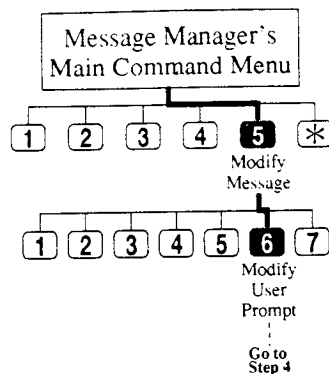 Message Manager's
Main Command Menu
1 2 3 4 5 *
Modify
Message
1 2 3 4 5 6 7
Modify
User
Prompt
Go to
Step 4